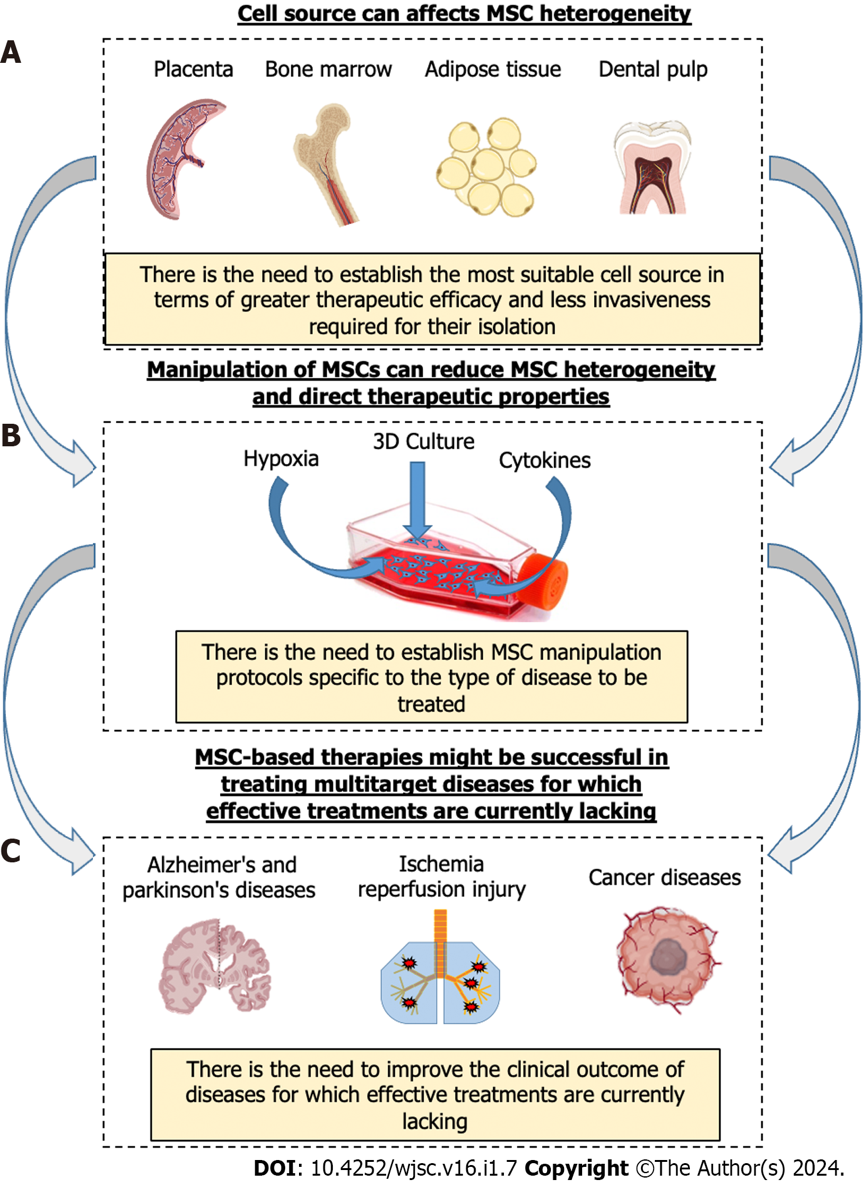 Cell source can affects MSC heterogeneity
A
Placenta
Bone marrow
Adipose tissue
Dental pulp
There is the need to establish the most suitable cell source in
terms of greater therapeutic efficacy and less invasiveness
required for their isolation
Manipulation of MSCs can reduce MSC heterogeneity
and direct therapeutic properties
B
Hypoxia
3D Culture
Cytokines
There is the need to establish MSC manipulation
protocols specific to the type of disease to be
treated
MSC-based therapies might be successful in
treating multitarget diseases for which
effective treatments are currently lacking
C
Alzheimer's and
parkinson's diseases
Ischemia
reperfusion injury
Cancer diseases
There is the need to improve the clinical outcome of
diseases for which effective treatments are currently
lacking
DOI: 10.4252/wjsc.v16.i1.7 Copyright ©The Author(s) 2024.